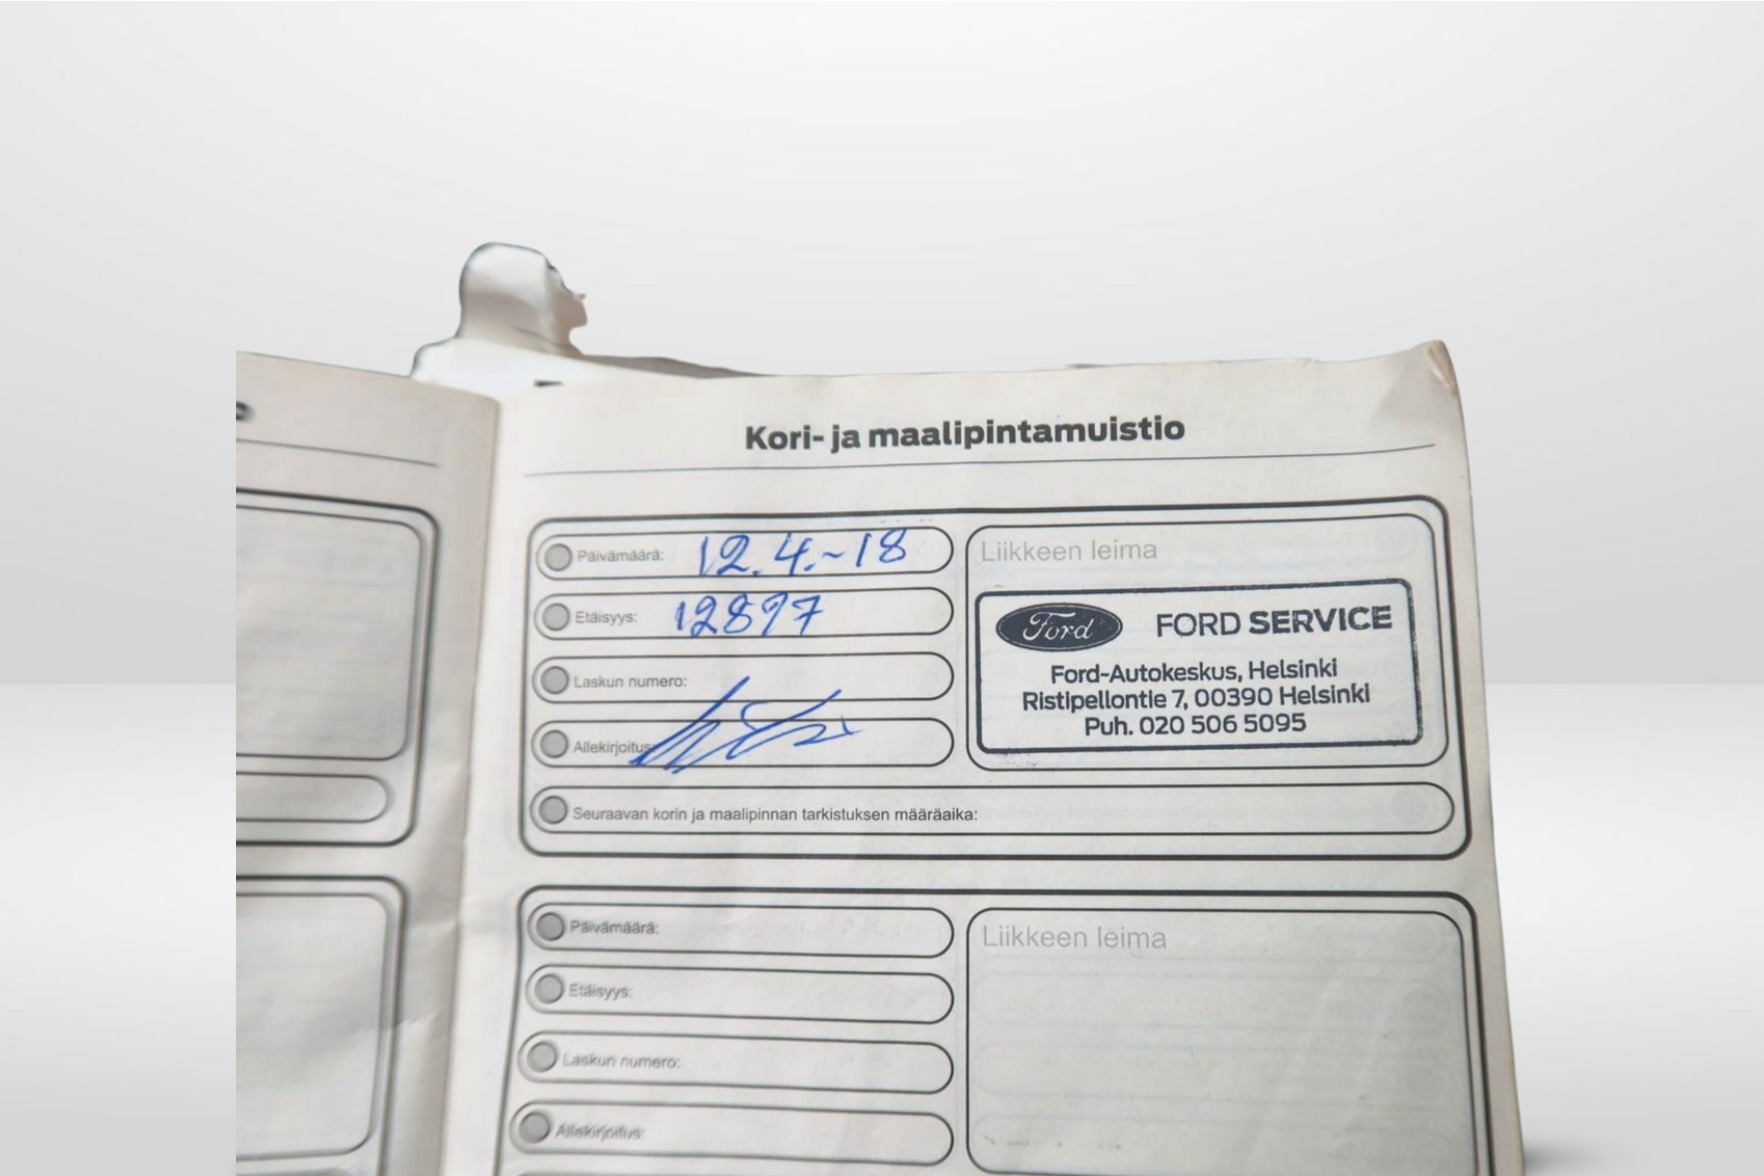 Kori- ja maalipintamuistio
Päivämäärä: 12.4.-18
Etäisyys: 12897
Laskun numero:
Allekirjoitus:
Liikkeen leima
Ford FORD SERVICE
Ford-Autokeskus, Helsinki
Ristipellontie 7, 00390 Helsinki
Puh. 020 506 5095
Seuraavan korin ja maalipinnan tarkistuksen määräaika:
Päivämäärä:
Etäisyys:
Laskun numero:
Allekirjoitus:
Liikkeen leima